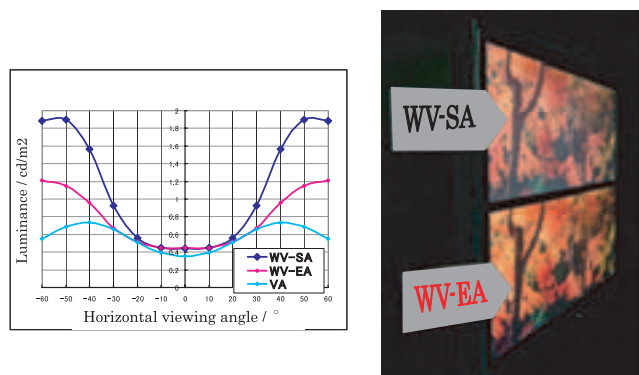 Luminance / cd/m2
2
1.8
1.6
1.4
1.2
1
0.8
0.6
0.4
0.2
0
-60 -50 -40 -30 -20 -10 0 10 20 30 40 50 60
Horizontal viewing angle / °
WV-SA
WV-EA
VA
WV-SA
WV-EA